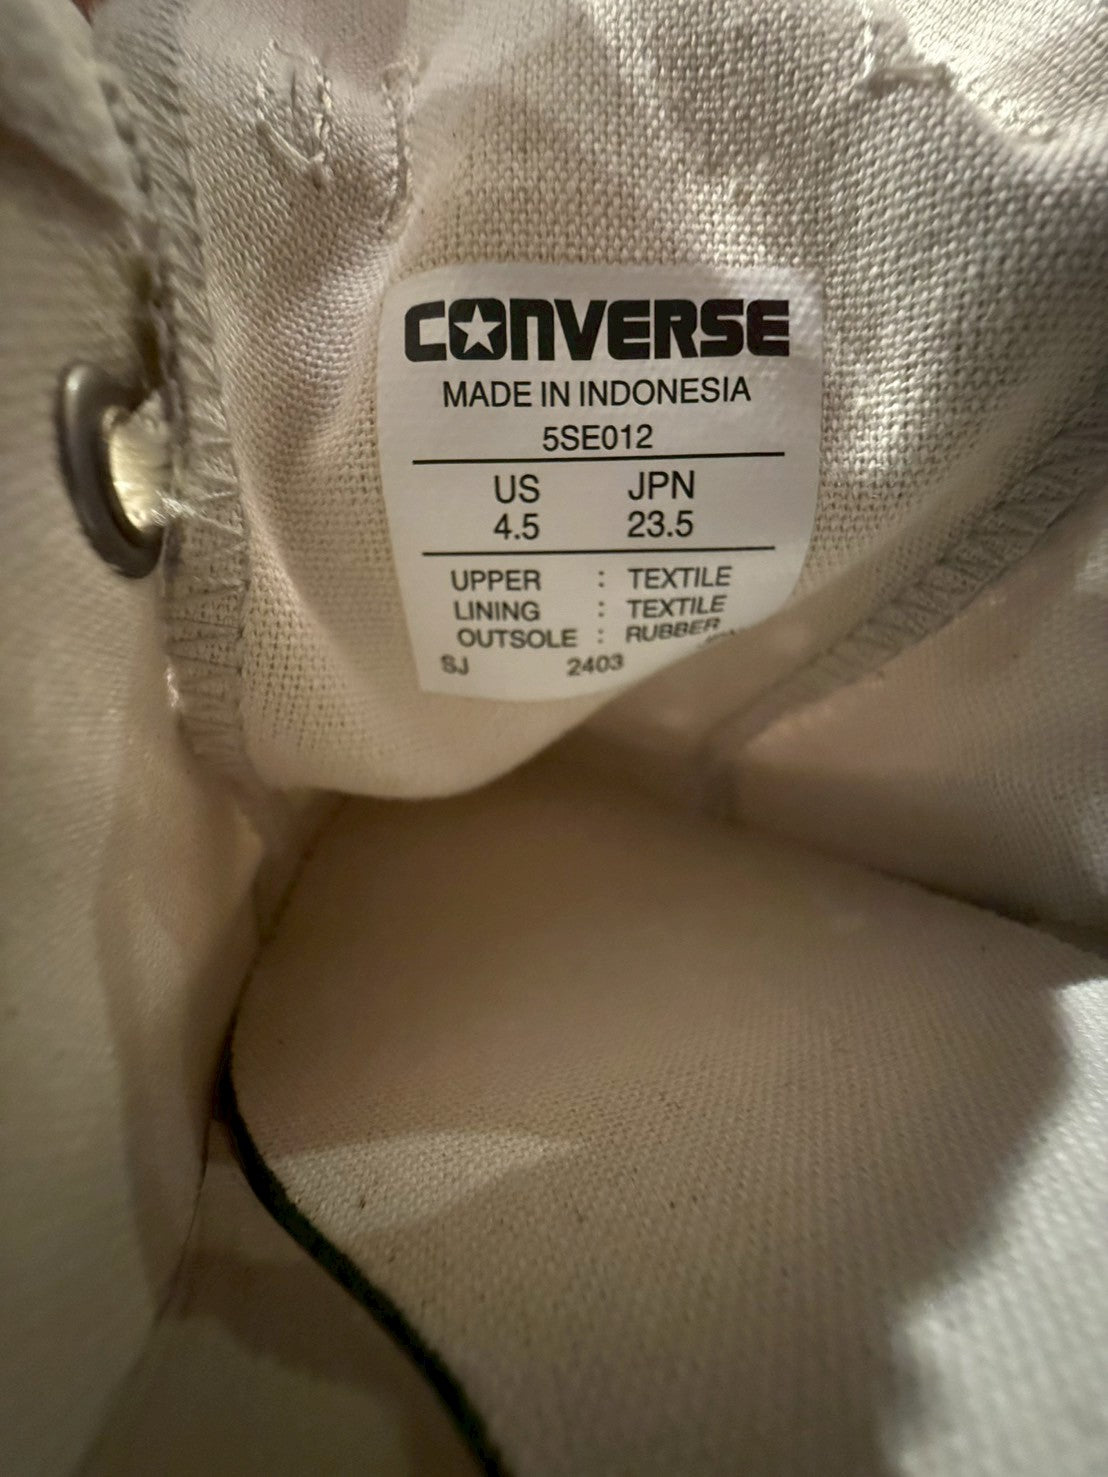 CONVERSE
MADE IN INDONESIA
5SE012
US JPN
4.5 23.5
UPPER : TEXTILE
LINING : TEXTILE
OUTSOLE : RUBBER
SJ 2403